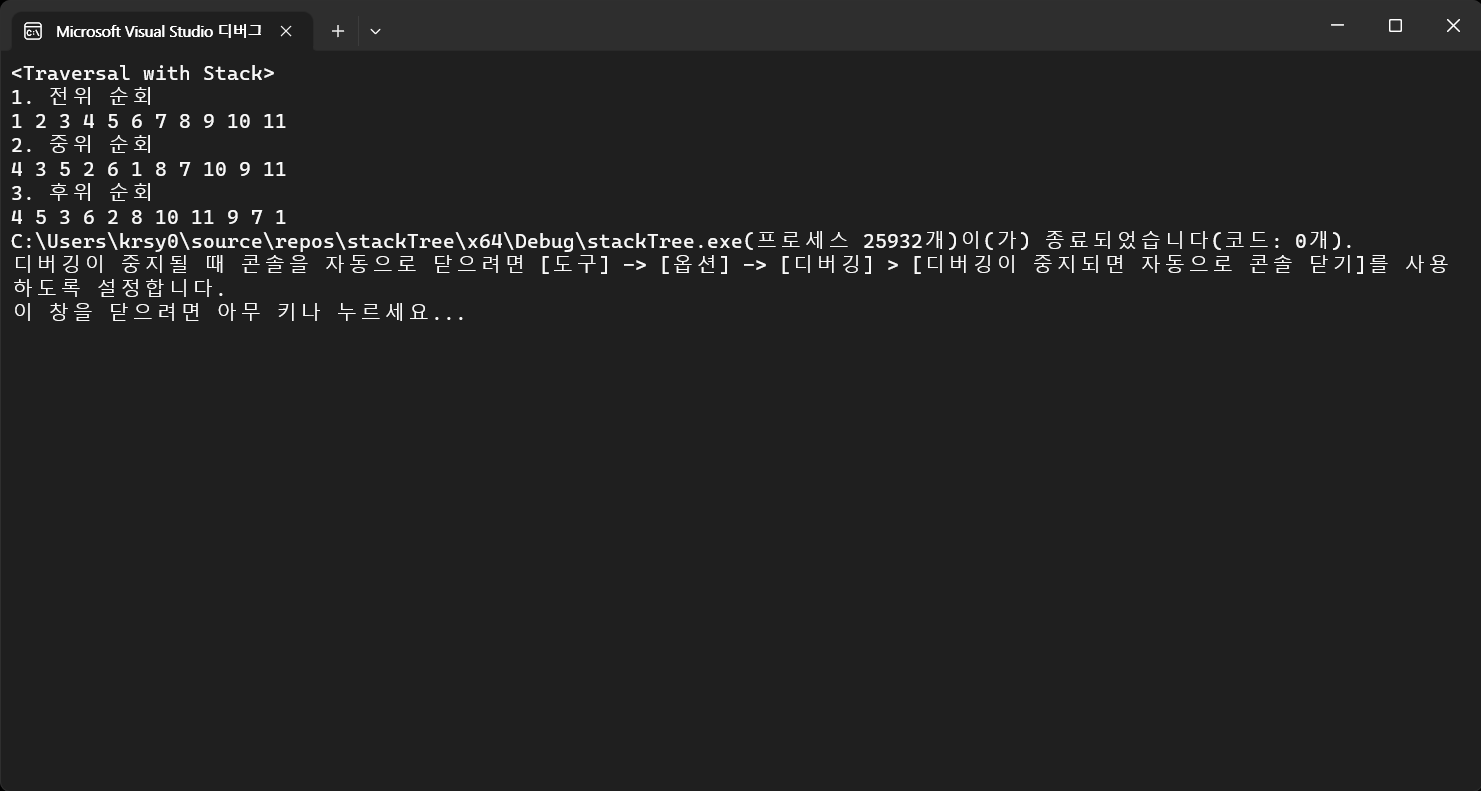 Microsoft Visual Studio 디버그
<Traversal with Stack>
1. 전위 순회
1 2 3 4 5 6 7 8 9 10 11
2. 중위 순회
4 3 5 2 6 1 8 7 10 9 11
3. 후위 순회
4 5 3 6 2 8 10 11 9 7 1
C:\Users\krsy0\source\repos\stackTree\x64\Debug\stackTree.exe(프로세스 25932개)이(가) 종료되었습니다(코드: 0개).
디버깅이 중지될 때 콘솔을 자동으로 닫으려면 [도구] -> [옵션] -> [디버깅] > [디버깅이 중지되면 자동으로 콘솔 닫기]를 사용
하도록 설정합니다.
이 창을 닫으려면 아무 키나 누르세요...